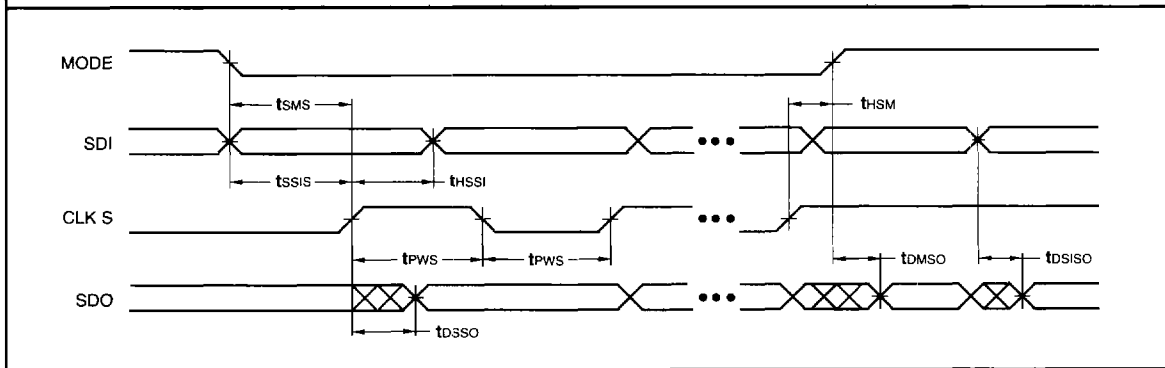 MODE
tSMS
tHSM
SDI
tSSIS
tHSSI
CLK S
tPWS
tPWS
tDMSO
tDSISO
SDO
tDSSO